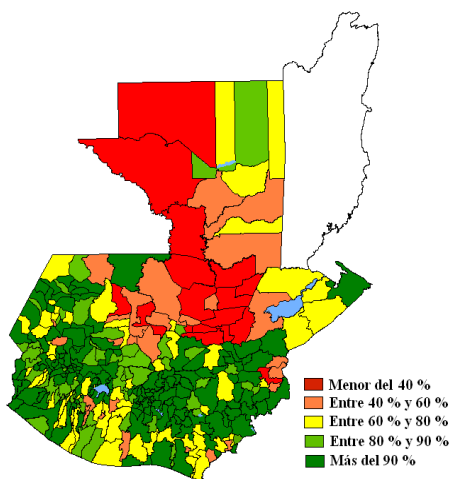 Menor del 40 %
Entre 40 % y 60 %
Entre 60 % y 80 %
Entre 80 % y 90 %
Más del 90 %